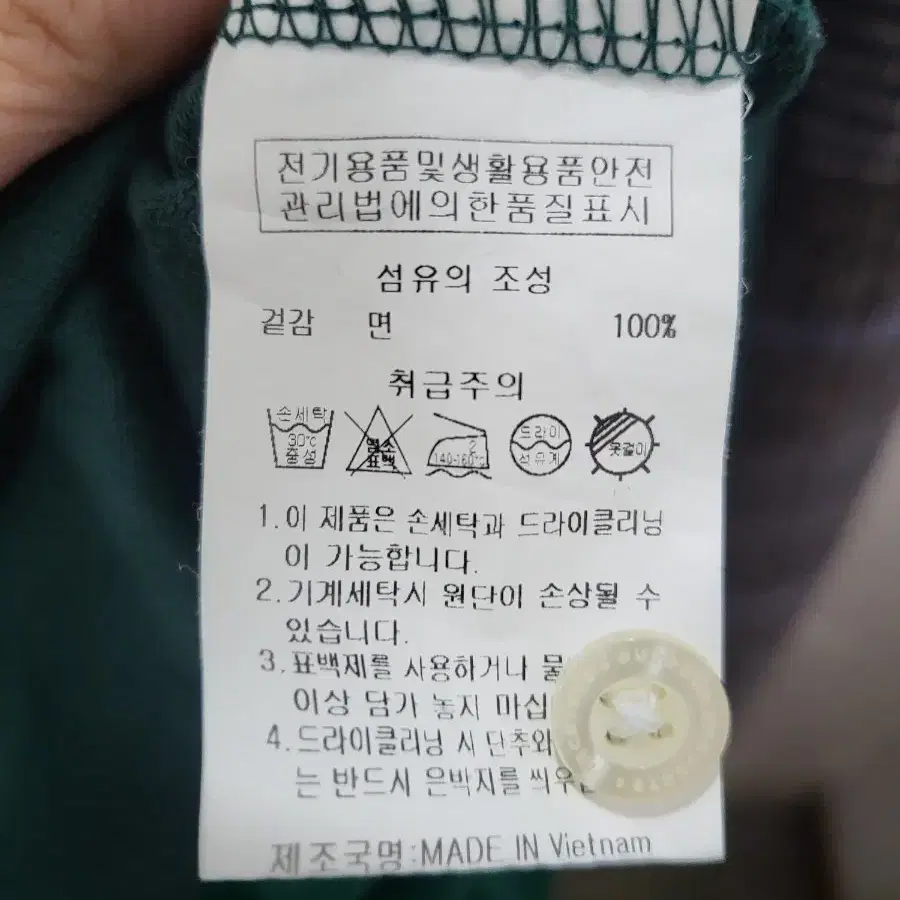 전기용품및생활용품안전
관리법에의한품질표시
섬유의 조성
겉감 면 100%
취급주의
손세탁
30℃
중성
염소
표백
2
140-160℃
드라이
석유계
옷걸이
1.이 제품은 손세탁과 드라이클리닝
이 가능합니다.
2.기계세탁시 원단이 손상될 수
있습니다.
3.표백제를 사용하거나
이상 담가 놓지
4.드라이클리닝 시 단추와
는 반드시 은박지를
제조국명:MADE IN Vietnam